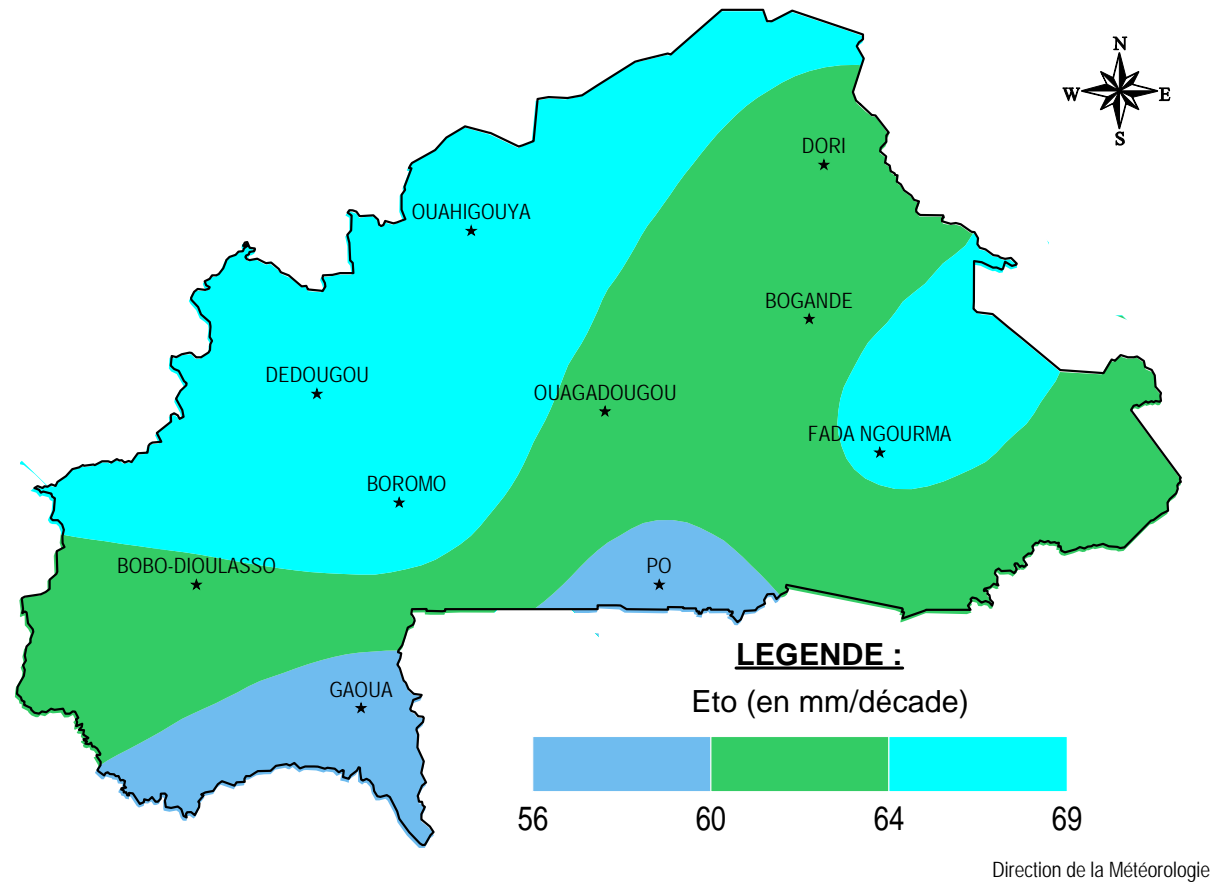 N
W E
S
DORI
OUAHIGOUYA
BOGANDE
DEDOUGOU
OUAGADOUGOU
FADA NGOURMA
BOROMO
BOBO-DIOULASSO
PO
GAOUA
LEGENDE :
Eto (en mm/décade)
56 60 64 69
Direction de la Météorologie